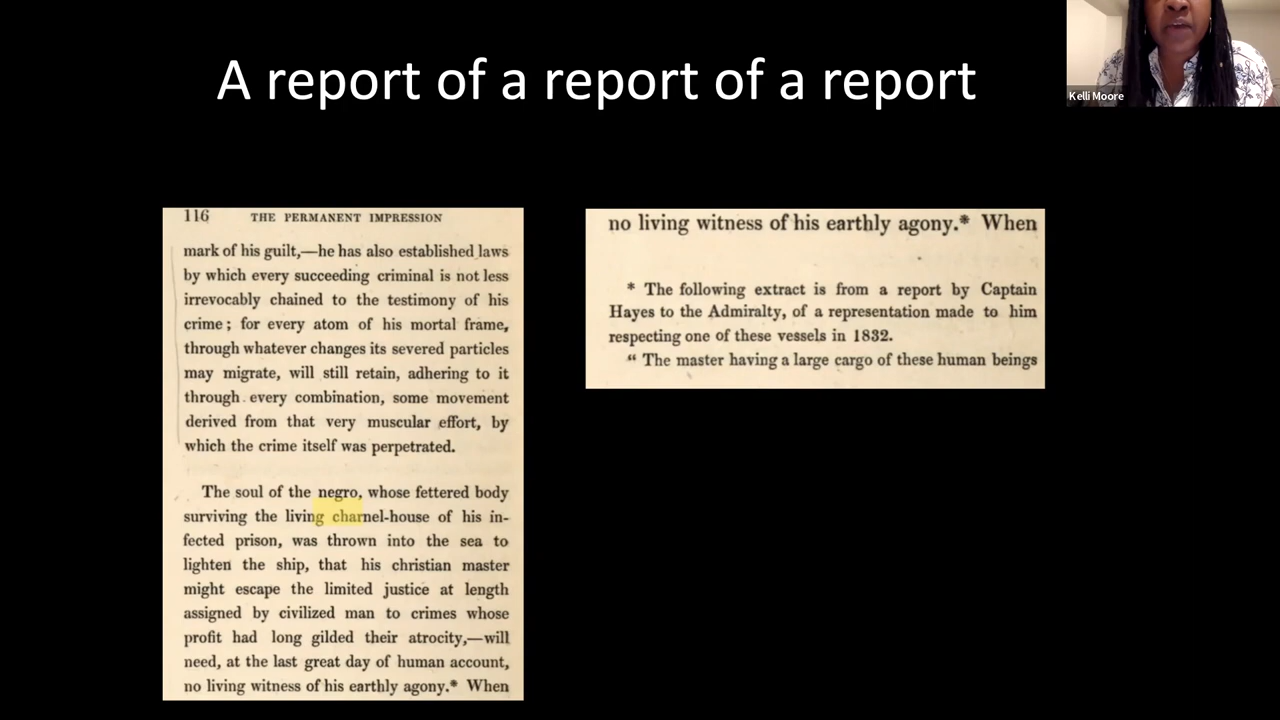 A report of a report of a report
Kelli Moore
116 THE PERMANENT IMPRESSION
mark of his guilt,—he has also established laws
by which every succeeding criminal is not less
irrevocably chained to the testimony of his
crime; for every atom of his mortal frame,
through whatever changes its severed particles
may migrate, will still retain, adhering to it
through every combination, some movement
derived from that very muscular effort, by
which the crime itself was perpetrated.
The soul of the negro, whose fettered body
surviving the living charnel-house of his in-
fected prison, was thrown into the sea to
lighten the ship, that his christian master
might escape the limited justice at length
assigned by civilized man to crimes whose
profit had long gilded their atrocity,—will
need, at the last great day of human account,
no living witness of his earthly agony.* When
no living witness of his earthly agony.* When
* The following extract is from a report by Captain
Hayes to the Admiralty, of a representation made to him
respecting one of these vessels in 1832.
“ The master having a large cargo of these human beings